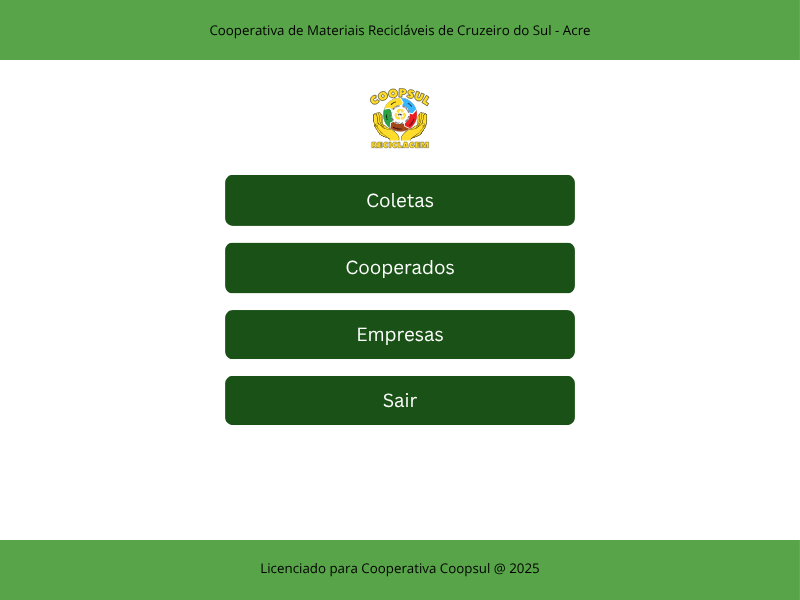 Cooperativa de Materiais Recicláveis de Cruzeiro do Sul - Acre
COOPSUL
RECICLAGEM
Coletas
Cooperados
Empresas
Sair
Licenciado para Cooperativa Coopsul @ 2025